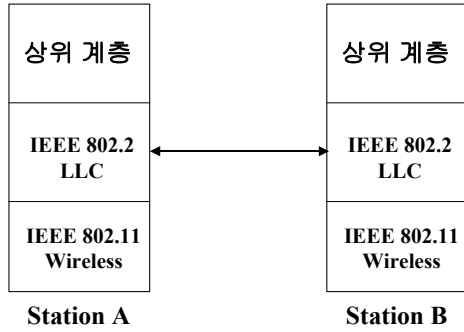 상위 계층
IEEE 802.2
LLC
IEEE 802.11
Wireless
Station A
상위 계층
IEEE 802.2
LLC
IEEE 802.11
Wireless
Station B